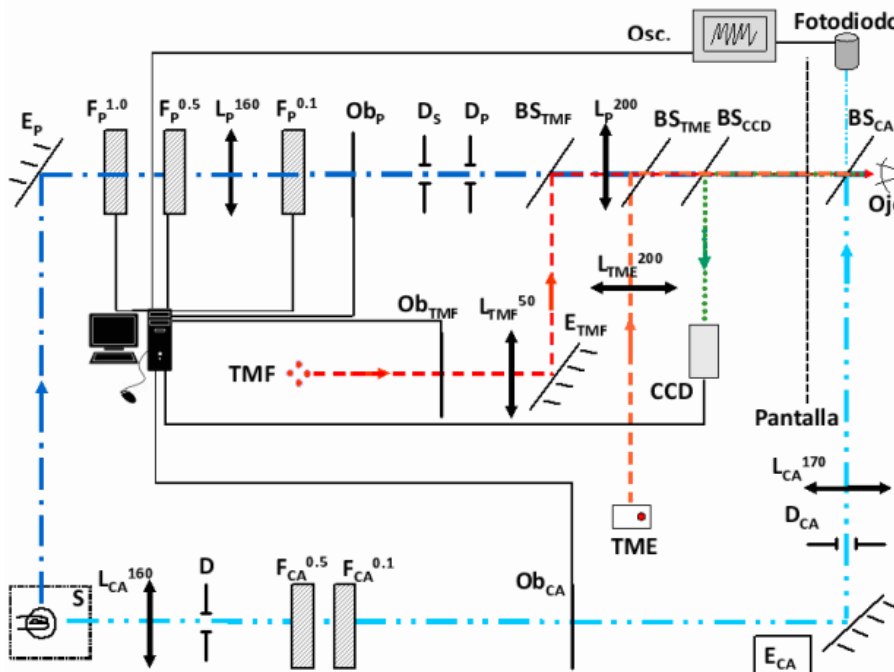 Osc.
Fotodiodo
E_P
F_P^1.0
F_P^0.5
L_P^160
F_P^0.1
Ob_P
D_S
D_P
BS_TMF
L_P^200
BS_TME
BS_CCD
BS_CA
Ojo
L_TME^200
Ob_TMF
L_TMF^50
E_TMF
TMF
CCD
Pantalla
L_CA^170
D_CA
TME
S
L_CA^160
D
F_CA^0.5
F_CA^0.1
Ob_CA
E_CA